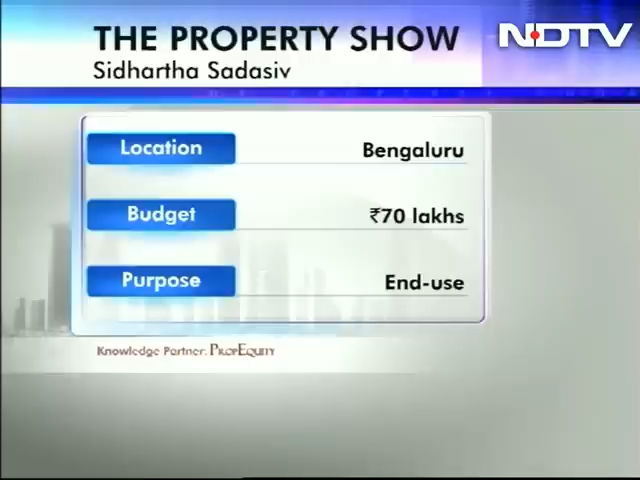 THE PROPERTY SHOW
NDTV
Sidhartha Sadasiv
Location Bengaluru
Budget ₹70 lakhs
Purpose End-use
Knowledge Partner: PROPEQUITY